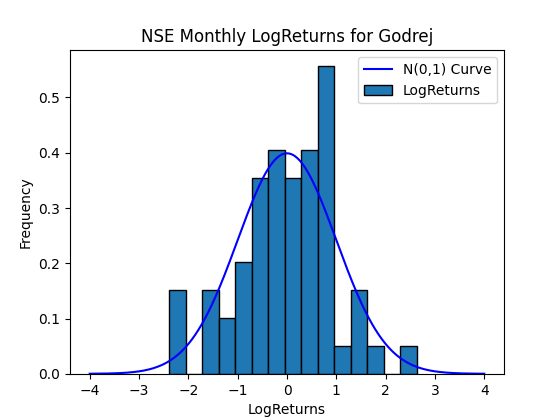 NSE Monthly LogReturns for Godrej
N(0,1) Curve
LogReturns
Frequency
0.5
0.4
0.3
0.2
0.1
0.0
−4 −3 −2 −1 0 1 2 3 4
LogReturns